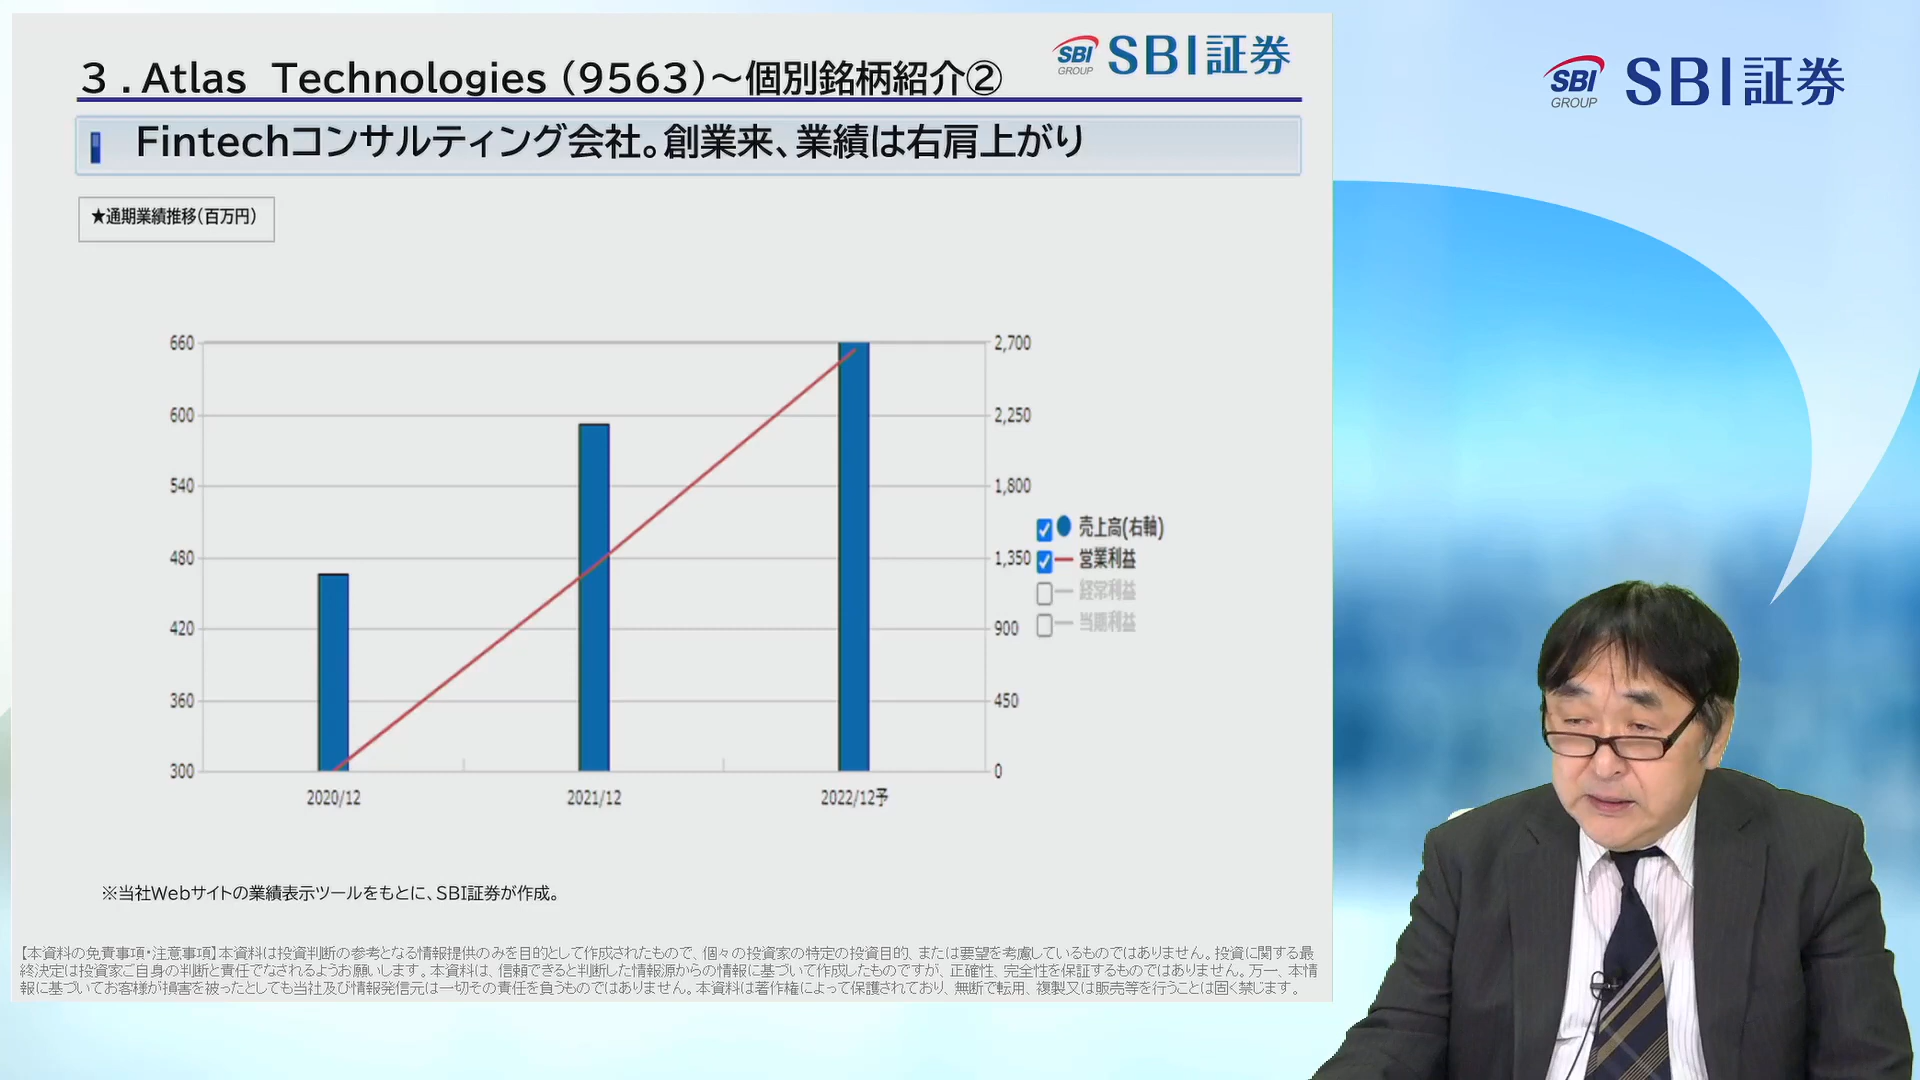 3．Atlas Technologies（9563）～個別銘柄紹介②
SBI GROUP SBI証券
SBI GROUP SBI証券
Fintechコンサルティング会社。創業来、業績は右肩上がり
★通期業績推移（百万円）
660
600
540
480
420
360
300
2,700
2,250
1,800
1,350
900
450
0
売上高(右軸)
営業利益
経常利益
当期利益
2020/12
2021/12
2022/12予
※当社Webサイトの業績表示ツールをもとに、SBI証券が作成。
【本資料の免責事項・注意事項】本資料は投資判断の参考となる情報提供のみを目的として作成されたもので、個々の投資家の特定の投資目的、または要望を考慮しているものではありません。投資に関する最
終決定は投資家ご自身の判断と責任でなされるようお願いします。本資料は、信頼できると判断した情報源からの情報に基づいて作成したものですが、正確性、完全性を保証するものではありません。万一、本情
報に基づいてお客様が損害を被ったとしても当社及び情報発信元は一切その責任を負うものではありません。本資料は著作権によって保護されており、無断で転用、複製又は販売等を行うことは固く禁じます。